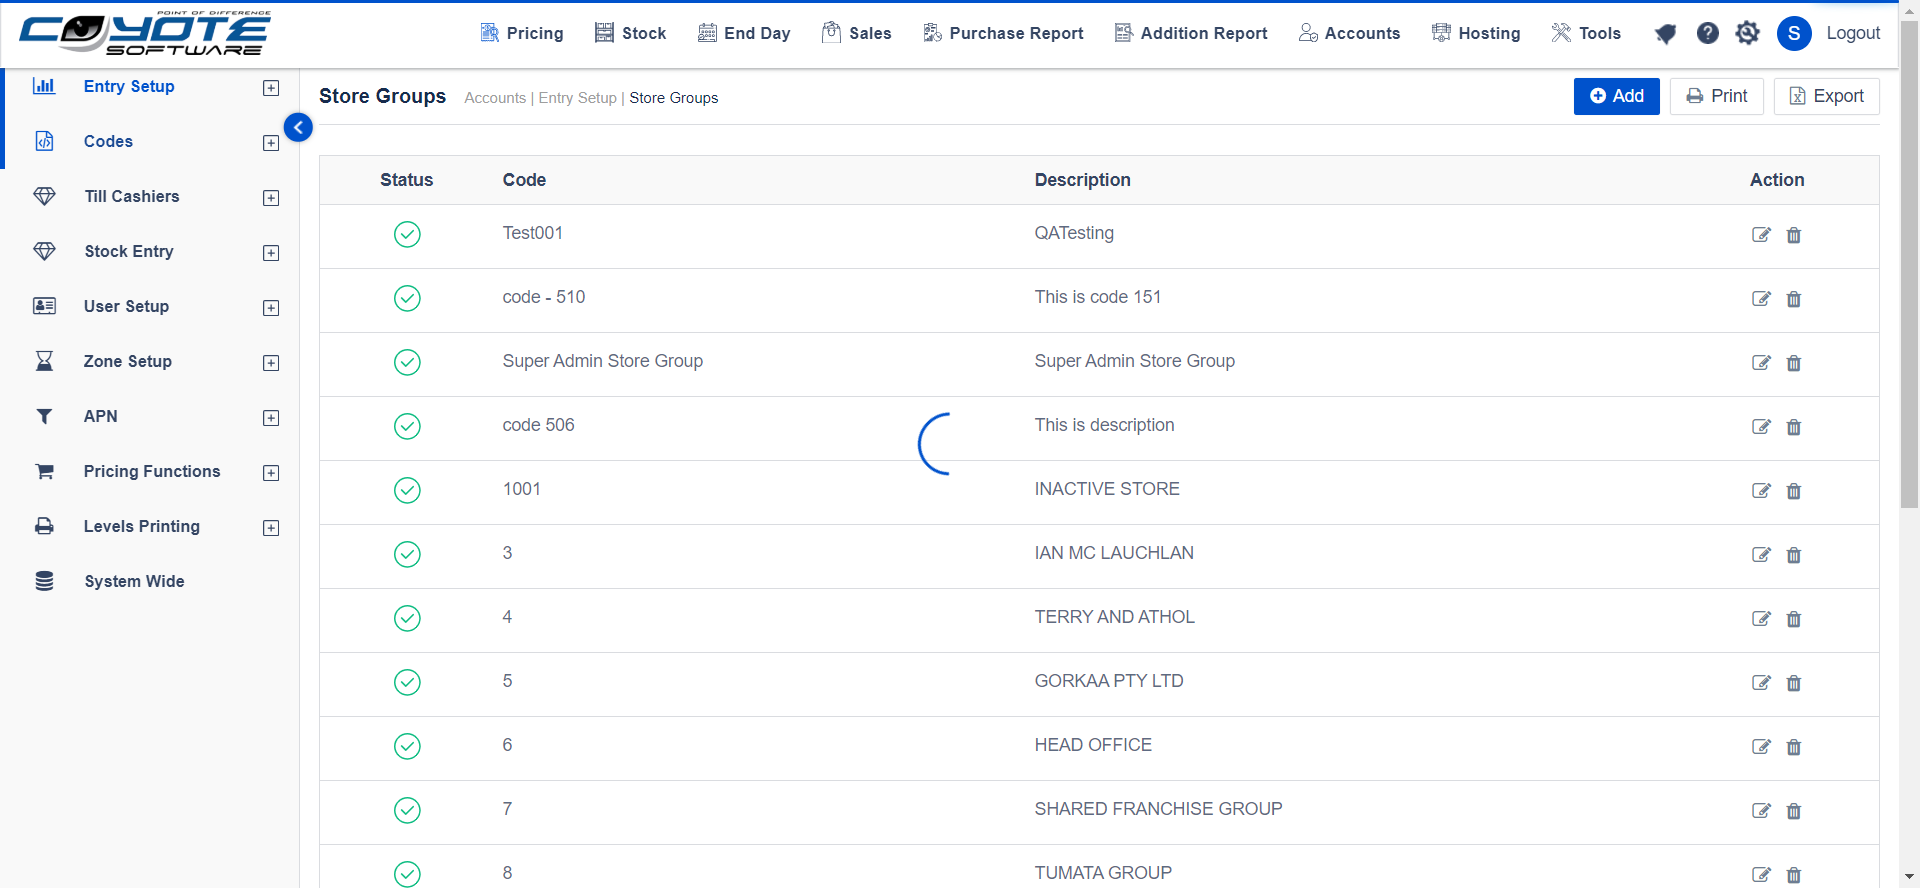 POINT OF DIFFERENCE
COYOTE
SOFTWARE
Pricing
Stock
End Day
Sales
Purchase Report
Addition Report
Accounts
Hosting
Tools
?
S
Logout
Entry Setup
Codes
Till Cashiers
Stock Entry
User Setup
Zone Setup
APN
Pricing Functions
Levels Printing
System Wide
Store Groups
Accounts | Entry Setup | Store Groups
Add
Print
Export
Status Code Description Action
Test001 QATesting
code - 510 This is code 151
Super Admin Store Group Super Admin Store Group
code 506 This is description
1001 INACTIVE STORE
3 IAN MC LAUCHLAN
4 TERRY AND ATHOL
5 GORKAA PTY LTD
6 HEAD OFFICE
7 SHARED FRANCHISE GROUP
8 TUMATA GROUP